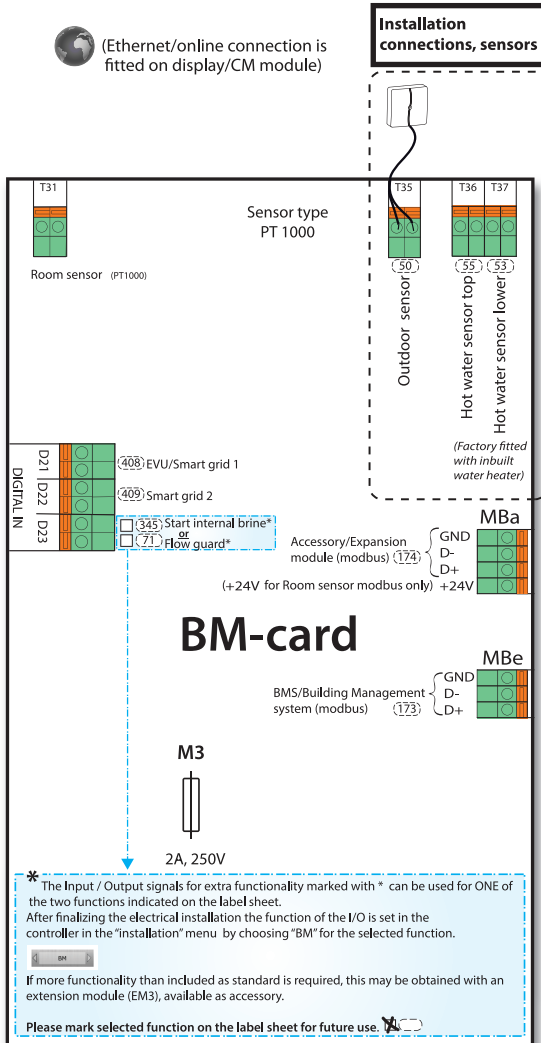 (Ethernet/online connection is
fitted on display/CM module)
Installation
connections, sensors
T31
Room sensor (PT1000)
Sensor type
PT 1000
T35
T36
T37
50
55
53
Outdoor sensor
Hot water sensor top
Hot water sensor lower
(Factory fitted
with inbuilt
water heater)
DIGITAL IN
D21
D22
D23
408 EVU/Smart grid 1
409 Smart grid 2
345 Start internal brine*
or
71 Flow guard*
MBa
Accessory/Expansion
module (modbus) 174
GND
D-
D+
(+24V for Room sensor modbus only) +24V
BM-card
MBe
BMS/Building Management
system (modbus) 173
GND
D-
D+
M3
2A, 250V
* The Input / Output signals for extra functionality marked with * can be used for ONE of
the two functions indicated on the label sheet.
After finalizing the electrical installation the function of the I/O is set in the
controller in the "installation" menu by choosing "BM" for the selected function.
BM
If more functionality than included as standard is required, this may be obtained with an
extension module (EM3), available as accessory.
Please mark selected function on the label sheet for future use.